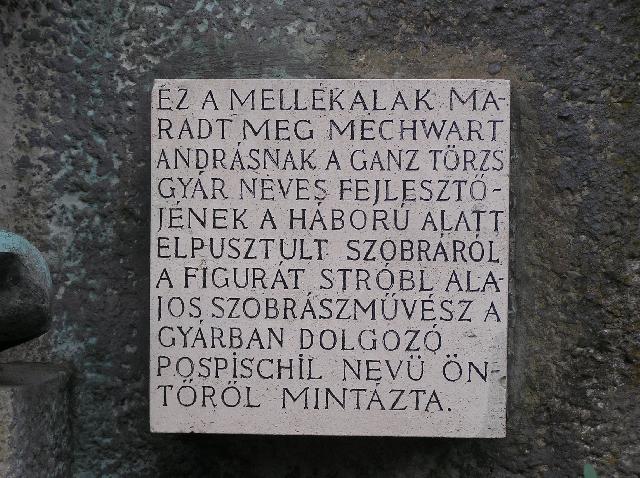 EZ A MELLÉKALAK MA-
RADT MEG MECHWART
ANDRÁSNAK A GANZ TÖRZS
GYÁR NEVES FEJLESZTŐ-
JÉNEK A HÁBORÚ ALATT
ELPUSZTULT SZOBRÁRÓL
A FIGURÁT STRÓBL ALA-
JOS SZOBRÁSZMŰVÉSZ A
GYÁRBAN DOLGOZÓ
POSPISCHIL NEVÜ ÖN-
TŐRŐL MINTÁZTA.